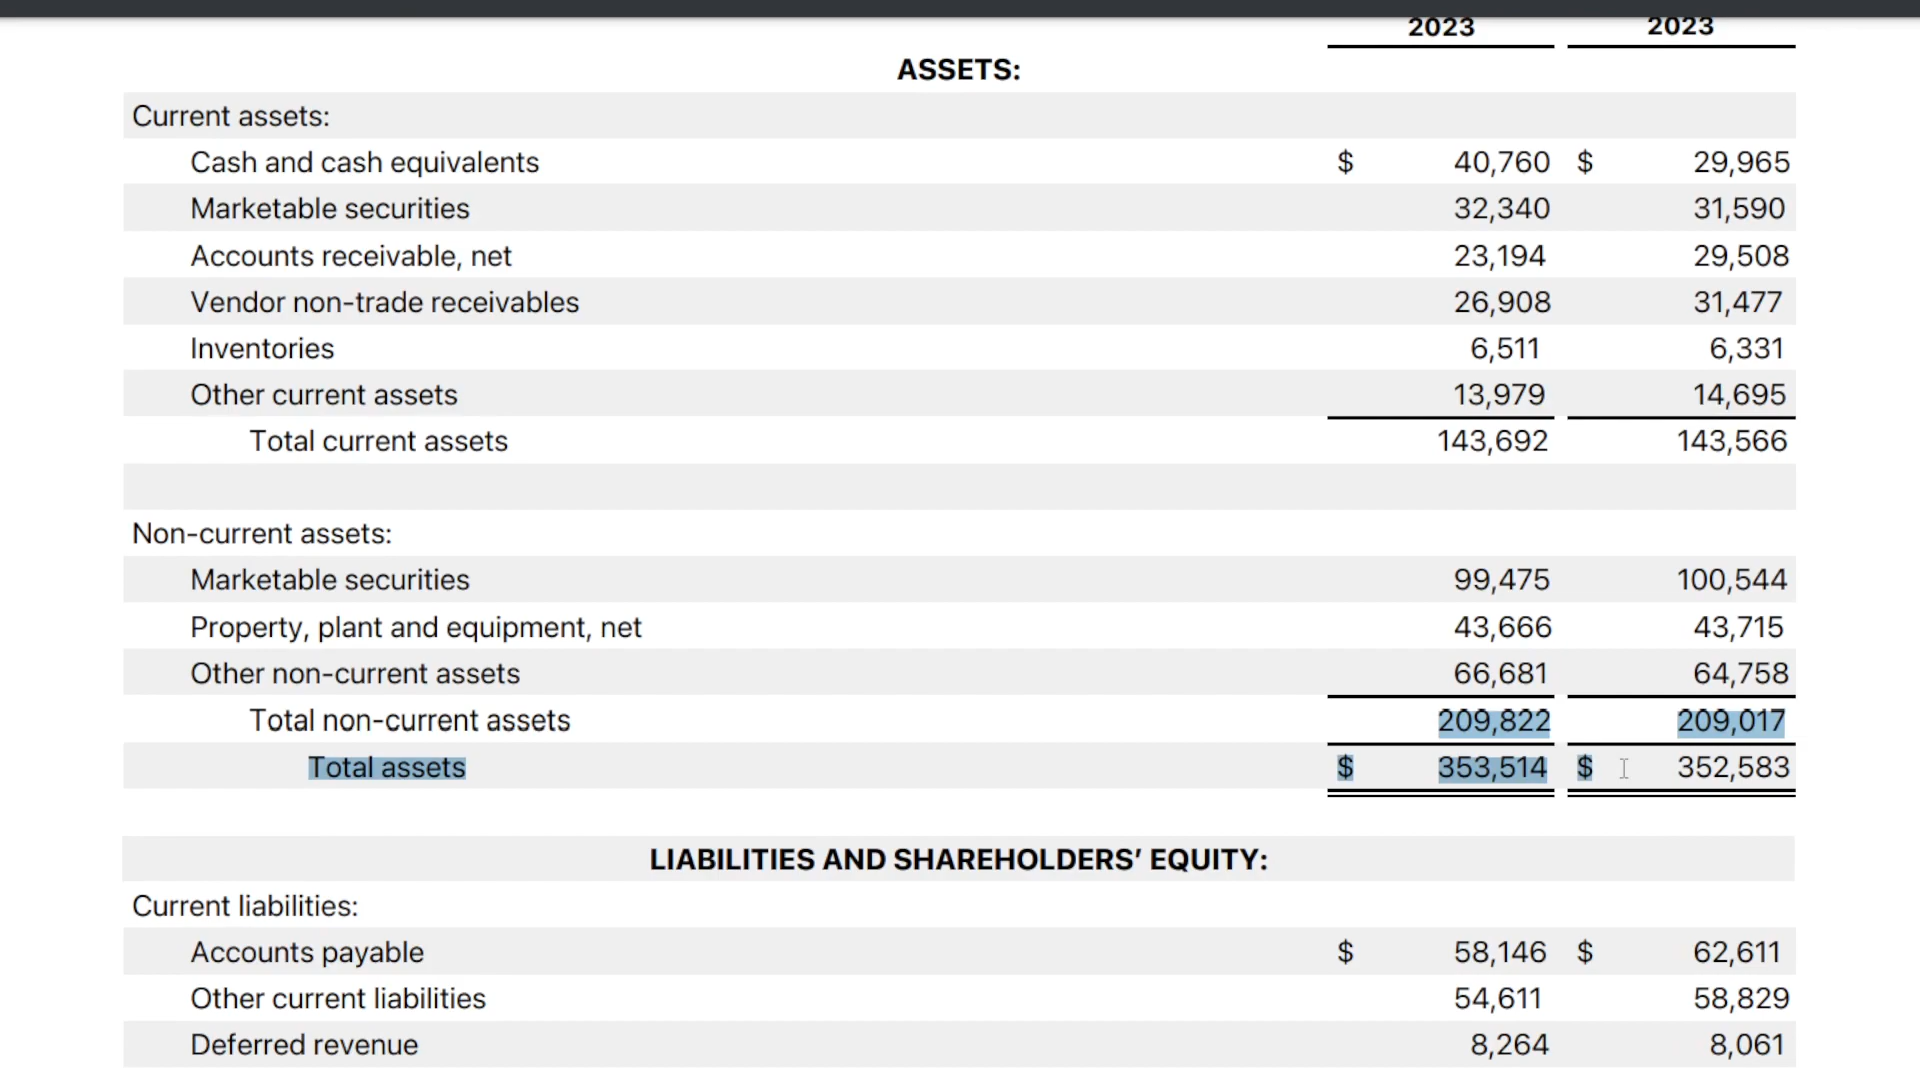 2023 2023
ASSETS:
Current assets:
Cash and cash equivalents $ 40,760 $ 29,965
Marketable securities 32,340 31,590
Accounts receivable, net 23,194 29,508
Vendor non-trade receivables 26,908 31,477
Inventories 6,511 6,331
Other current assets 13,979 14,695
Total current assets 143,692 143,566
Non-current assets:
Marketable securities 99,475 100,544
Property, plant and equipment, net 43,666 43,715
Other non-current assets 66,681 64,758
Total non-current assets 209,822 209,017
Total assets $ 353,514 $ 352,583
LIABILITIES AND SHAREHOLDERS’ EQUITY:
Current liabilities:
Accounts payable $ 58,146 $ 62,611
Other current liabilities 54,611 58,829
Deferred revenue 8,264 8,061